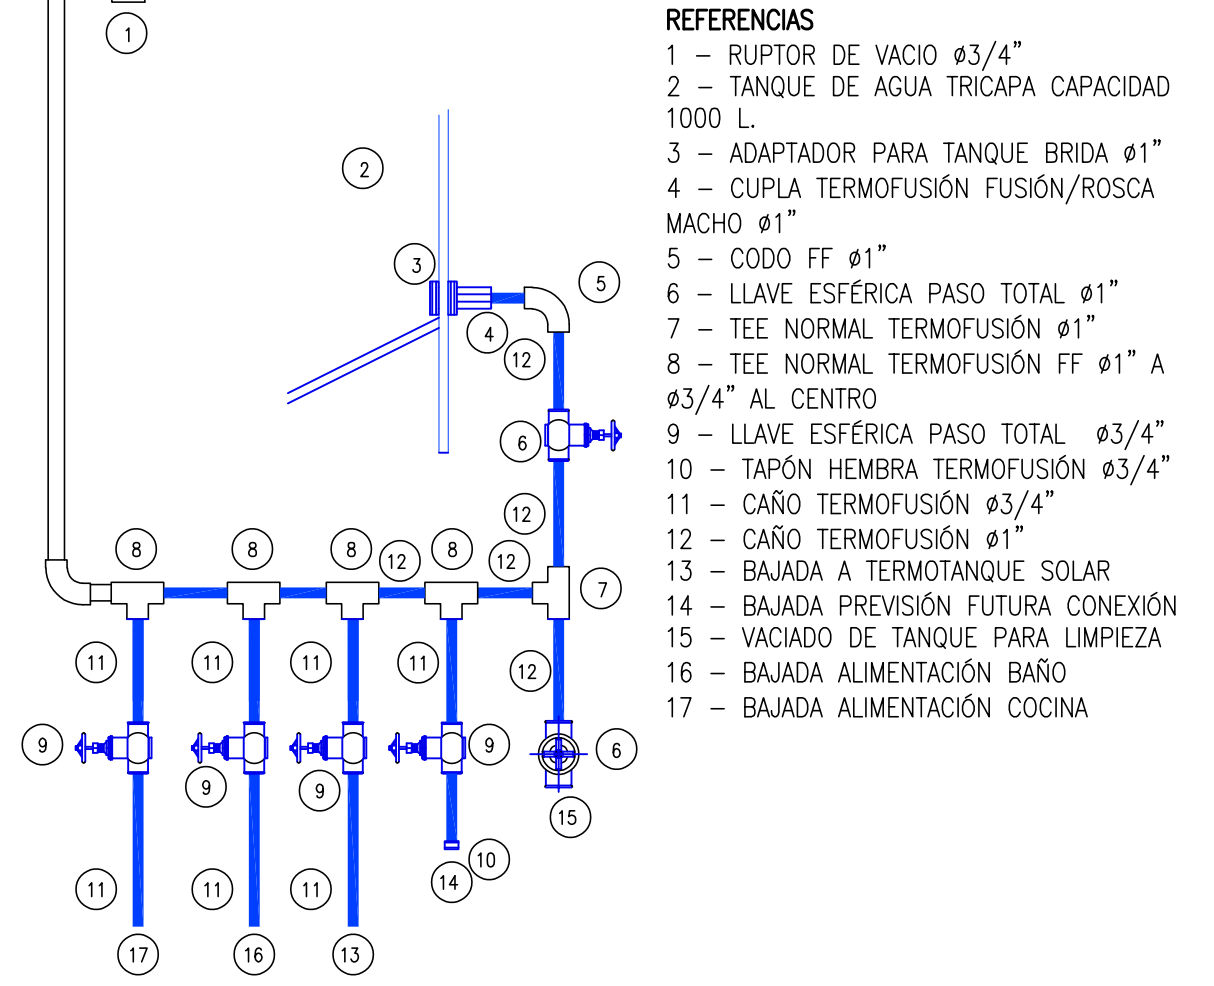 REFERENCIAS
1 – RUPTOR DE VACIO ø3/4"
2 – TANQUE DE AGUA TRICAPA CAPACIDAD
1000 L.
3 – ADAPTADOR PARA TANQUE BRIDA ø1"
4 – CUPLA TERMOFUSIÓN FUSIÓN/ROSCA
MACHO ø1"
5 – CODO FF ø1"
6 – LLAVE ESFÉRICA PASO TOTAL ø1"
7 – TEE NORMAL TERMOFUSIÓN ø1"
8 – TEE NORMAL TERMOFUSIÓN FF ø1" A
ø3/4" AL CENTRO
9 – LLAVE ESFÉRICA PASO TOTAL ø3/4"
10 – TAPÓN HEMBRA TERMOFUSIÓN ø3/4"
11 – CAÑO TERMOFUSIÓN ø3/4"
12 – CAÑO TERMOFUSIÓN ø1"
13 – BAJADA A TERMOTANQUE SOLAR
14 – BAJADA PREVISIÓN FUTURA CONEXIÓN
15 – VACIADO DE TANQUE PARA LIMPIEZA
16 – BAJADA ALIMENTACIÓN BAÑO
17 – BAJADA ALIMENTACIÓN COCINA
1
2
3
5
4
12
6
12
8
8
8
12
8
12
7
11
11
11
11
12
9
9
9
9
6
15
10
14
11
11
11
17
16
13